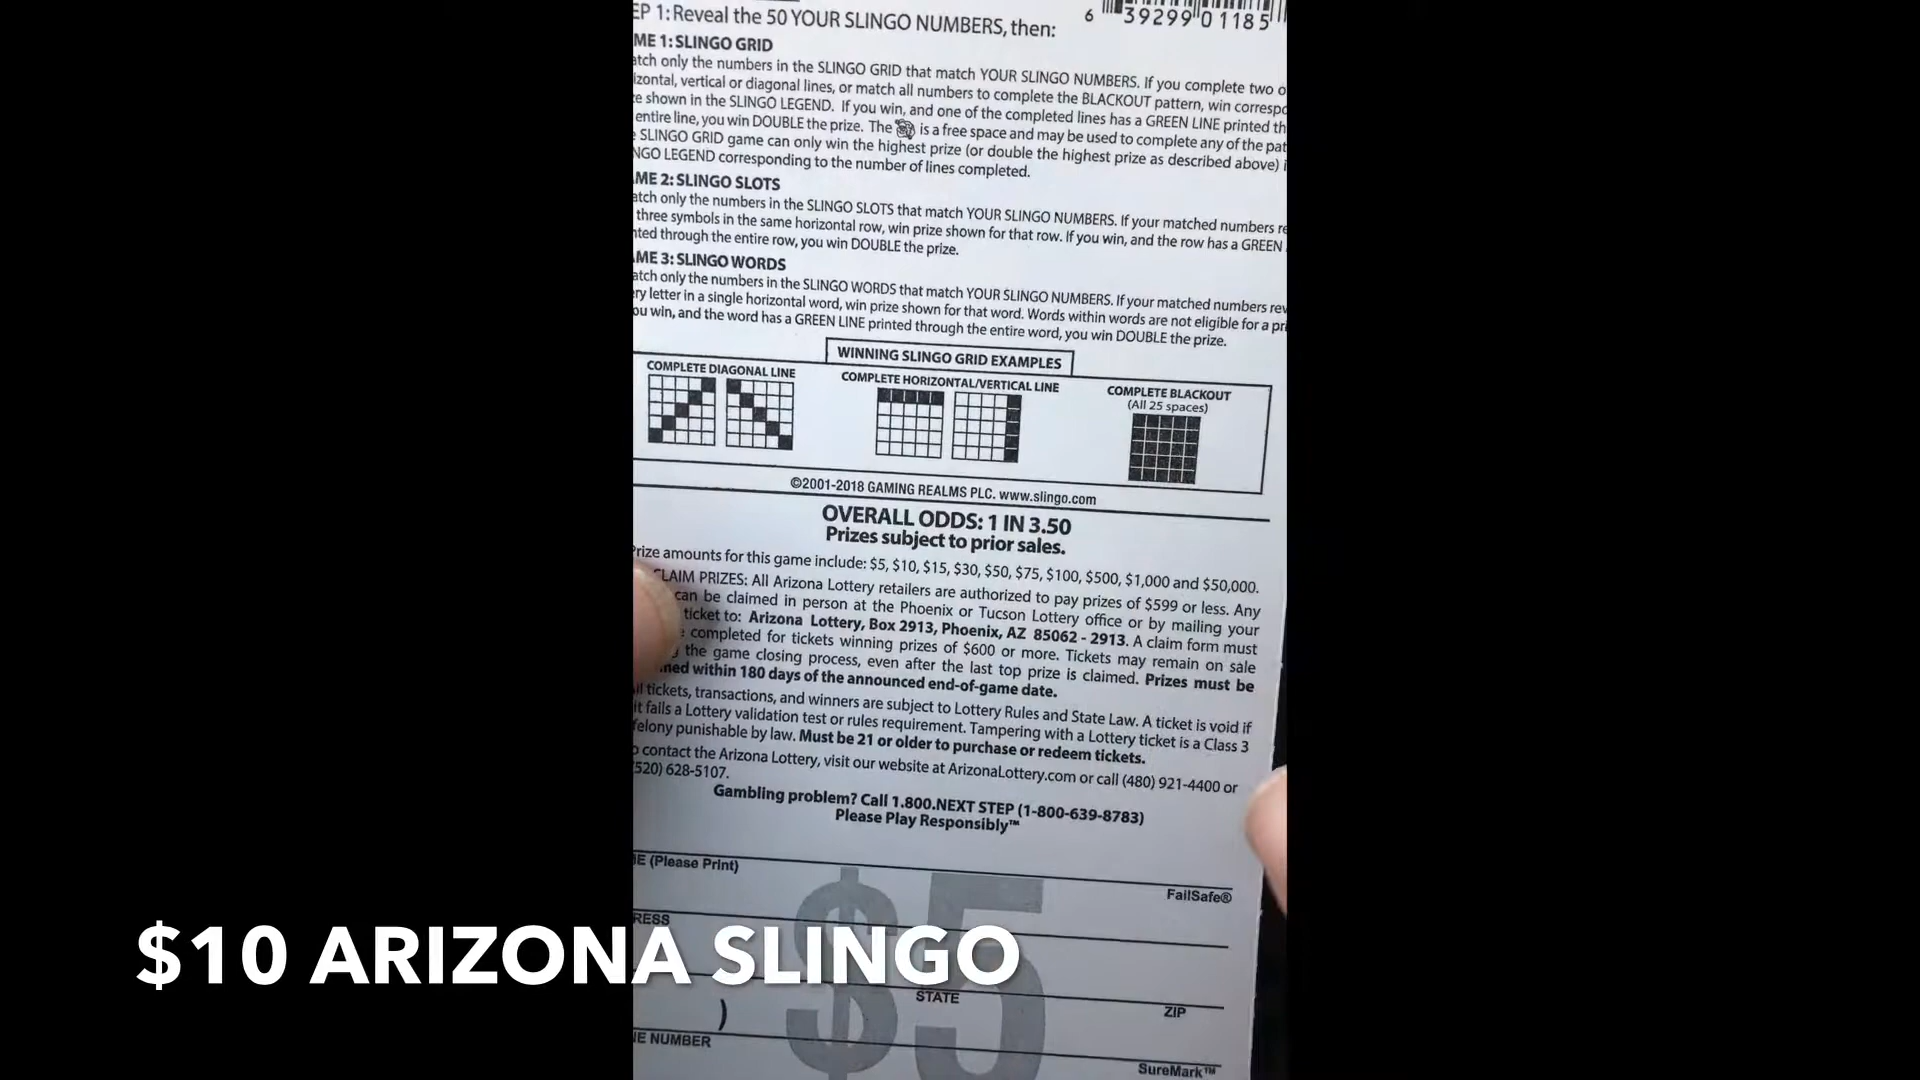 EP 1: Reveal the 50 YOUR SLINGO NUMBERS, then:
6 39299 01185
ME 1: SLINGO GRID
atch only the numbers in the SLINGO GRID that match YOUR SLINGO NUMBERS. If you complete two o
izontal, vertical or diagonal lines, or match all numbers to complete the BLACKOUT pattern, win correspo
e shown in the SLINGO LEGEND. If you win, and one of the completed lines has a GREEN LINE printed th
entire line, you win DOUBLE the prize. The is a free space and may be used to complete any of the pat
SLINGO GRID game can only win the highest prize (or double the highest prize as described above) i
NGO LEGEND corresponding to the number of lines completed.
ME 2: SLINGO SLOTS
atch only the numbers in the SLINGO SLOTS that match YOUR SLINGO NUMBERS. If your matched numbers re
three symbols in the same horizontal row, win prize shown for that row. If you win, and the row has a GREEN
nted through the entire row, you win DOUBLE the prize.
ME 3: SLINGO WORDS
atch only the numbers in the SLINGO WORDS that match YOUR SLINGO NUMBERS. If your matched numbers rev
ry letter in a single horizontal word, win prize shown for that word. Words within words are not eligible for a pri
ou win, and the word has a GREEN LINE printed through the entire word, you win DOUBLE the prize.
WINNING SLINGO GRID EXAMPLES
COMPLETE DIAGONAL LINE
COMPLETE HORIZONTAL/VERTICAL LINE
COMPLETE BLACKOUT
(All 25 spaces)
©2001-2018 GAMING REALMS PLC. www.slingo.com
OVERALL ODDS: 1 IN 3.50
Prizes subject to prior sales.
Prize amounts for this game include: $5, $10, $15, $30, $50, $75, $100, $500, $1,000 and $50,000.
CLAIM PRIZES: All Arizona Lottery retailers are authorized to pay prizes of $599 or less. Any
can be claimed in person at the Phoenix or Tucson Lottery office or by mailing your
ticket to: Arizona Lottery, Box 2913, Phoenix, AZ 85062 - 2913. A claim form must
e completed for tickets winning prizes of $600 or more. Tickets may remain on sale
g the game closing process, even after the last top prize is claimed. Prizes must be
med within 180 days of the announced end-of-game date.
ll tickets, transactions, and winners are subject to Lottery Rules and State Law. A ticket is void if
it fails a Lottery validation test or rules requirement. Tampering with a Lottery ticket is a Class 3
felony punishable by law. Must be 21 or older to purchase or redeem tickets.
o contact the Arizona Lottery, visit our website at ArizonaLottery.com or call (480) 921-4400 or
520) 628-5107.
Gambling problem? Call 1.800.NEXT STEP (1-800-639-8783)
Please Play Responsibly™
E (Please Print)
FailSafe®
$5
RESS
$10 ARIZONA SLINGO
STATE
ZIP
)
E NUMBER
SureMark™